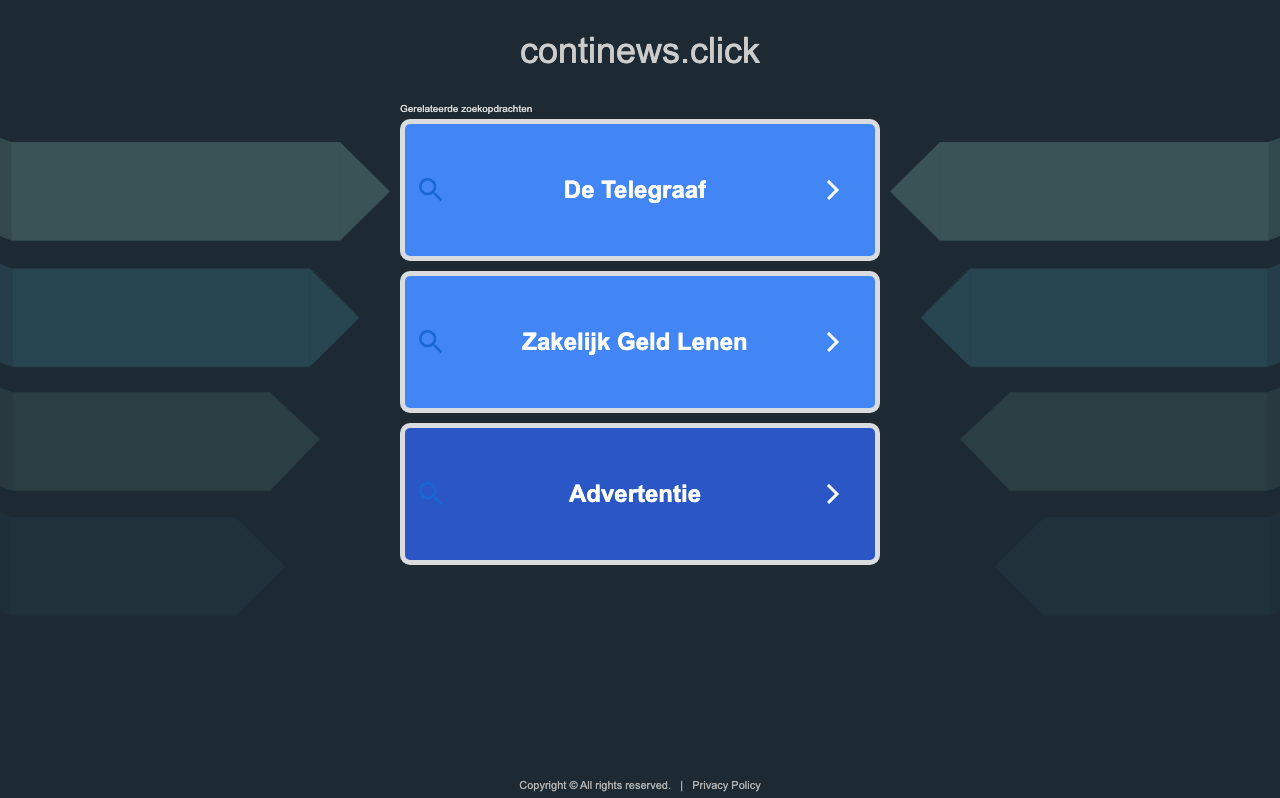 continews.click
Gerelateerde zoekopdrachten
De Telegraaf
Zakelijk Geld Lenen
Advertentie
Copyright © All rights reserved. | Privacy Policy